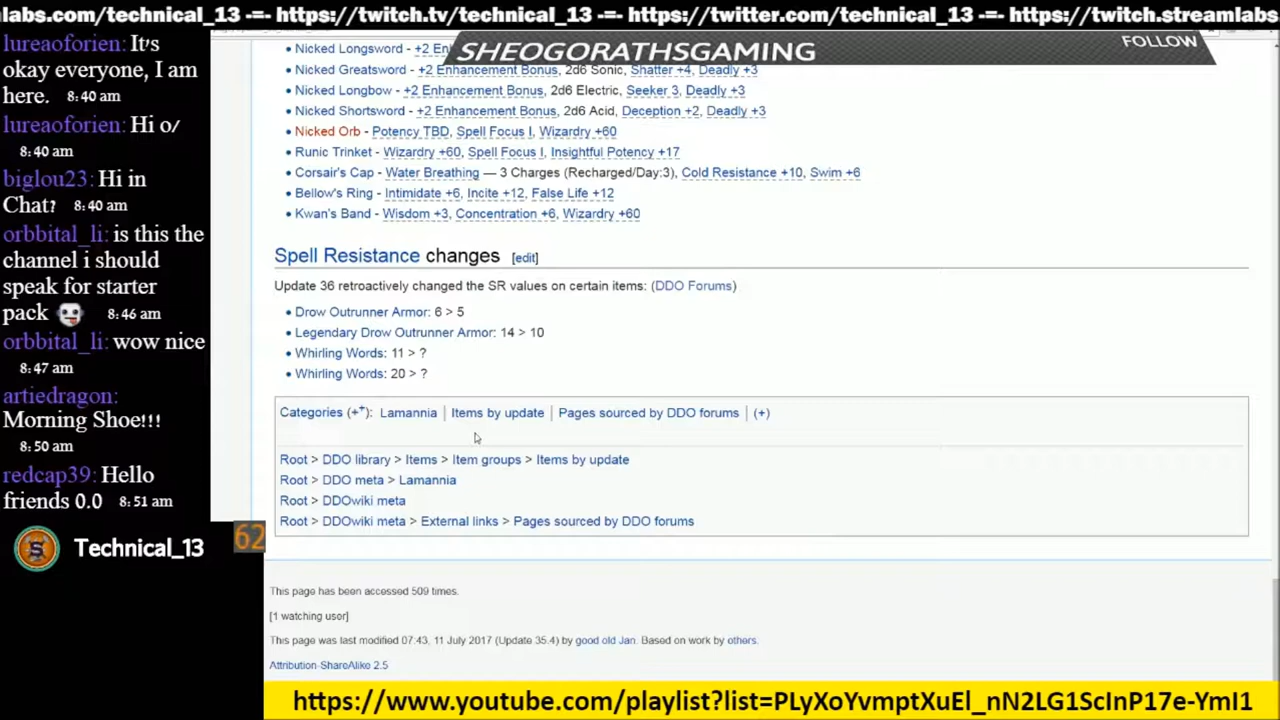 labs.com/technical_13 -=- https://twitch.tv/technical_13 -=- https://twitter.com/technical_13 -=- https://twitch.streamlabs
SHEOGORATHSGAMING
FOLLOW
lureaoforien: It's
okay everyone, I am
here. 8:40 am
lureaoforien: Hi o/
8:40 am
biglou23: Hi in
Chat? 8:40 am
orbbital_li: is this the
channel i should
speak for starter
pack 8:46 am
orbbital_li: wow nice
8:47 am
artiedragon:
Morning Shoe!!!
8:50 am
redcap39: Hello
friends 0.0 8:51 am
Technical_13
62
Nicked Longsword - +2 En
Nicked Greatsword - +2 Enhancement Bonus, 2d6 Sonic, Shatter +4, Deadly +3
Nicked Longbow - +2 Enhancement Bonus, 2d6 Electric, Seeker 3, Deadly +3
Nicked Shortsword - +2 Enhancement Bonus, 2d6 Acid, Deception +2, Deadly +3
Nicked Orb - Potency TBD, Spell Focus I, Wizardry +60
Runic Trinket - Wizardry +60, Spell Focus I, Insightful Potency +17
Corsair's Cap - Water Breathing — 3 Charges (Recharged/Day:3), Cold Resistance +10, Swim +6
Bellow's Ring - Intimidate +6, Incite +12, False Life +12
Kwan's Band - Wisdom +3, Concentration +6, Wizardry +60
Spell Resistance changes [edit]
Update 36 retroactively changed the SR values on certain items: (DDO Forums)
Drow Outrunner Armor: 6 > 5
Legendary Drow Outrunner Armor: 14 > 10
Whirling Words: 11 > ?
Whirling Words: 20 > ?
Categories (++): Lamannia | Items by update | Pages sourced by DDO forums | (+)
Root > DDO library > Items > Item groups > Items by update
Root > DDO meta > Lamannia
Root > DDOwiki meta
Root > DDOwiki meta > External links > Pages sourced by DDO forums
This page has been accessed 509 times.
[1 watching user]
This page was last modified 07:43, 11 July 2017 (Update 35.4) by good old Jan. Based on work by others.
Attribution-ShareAlike 2.5
https://www.youtube.com/playlist?list=PLyXoYvmptXuEl_nN2LG1ScInP17e-YmI1